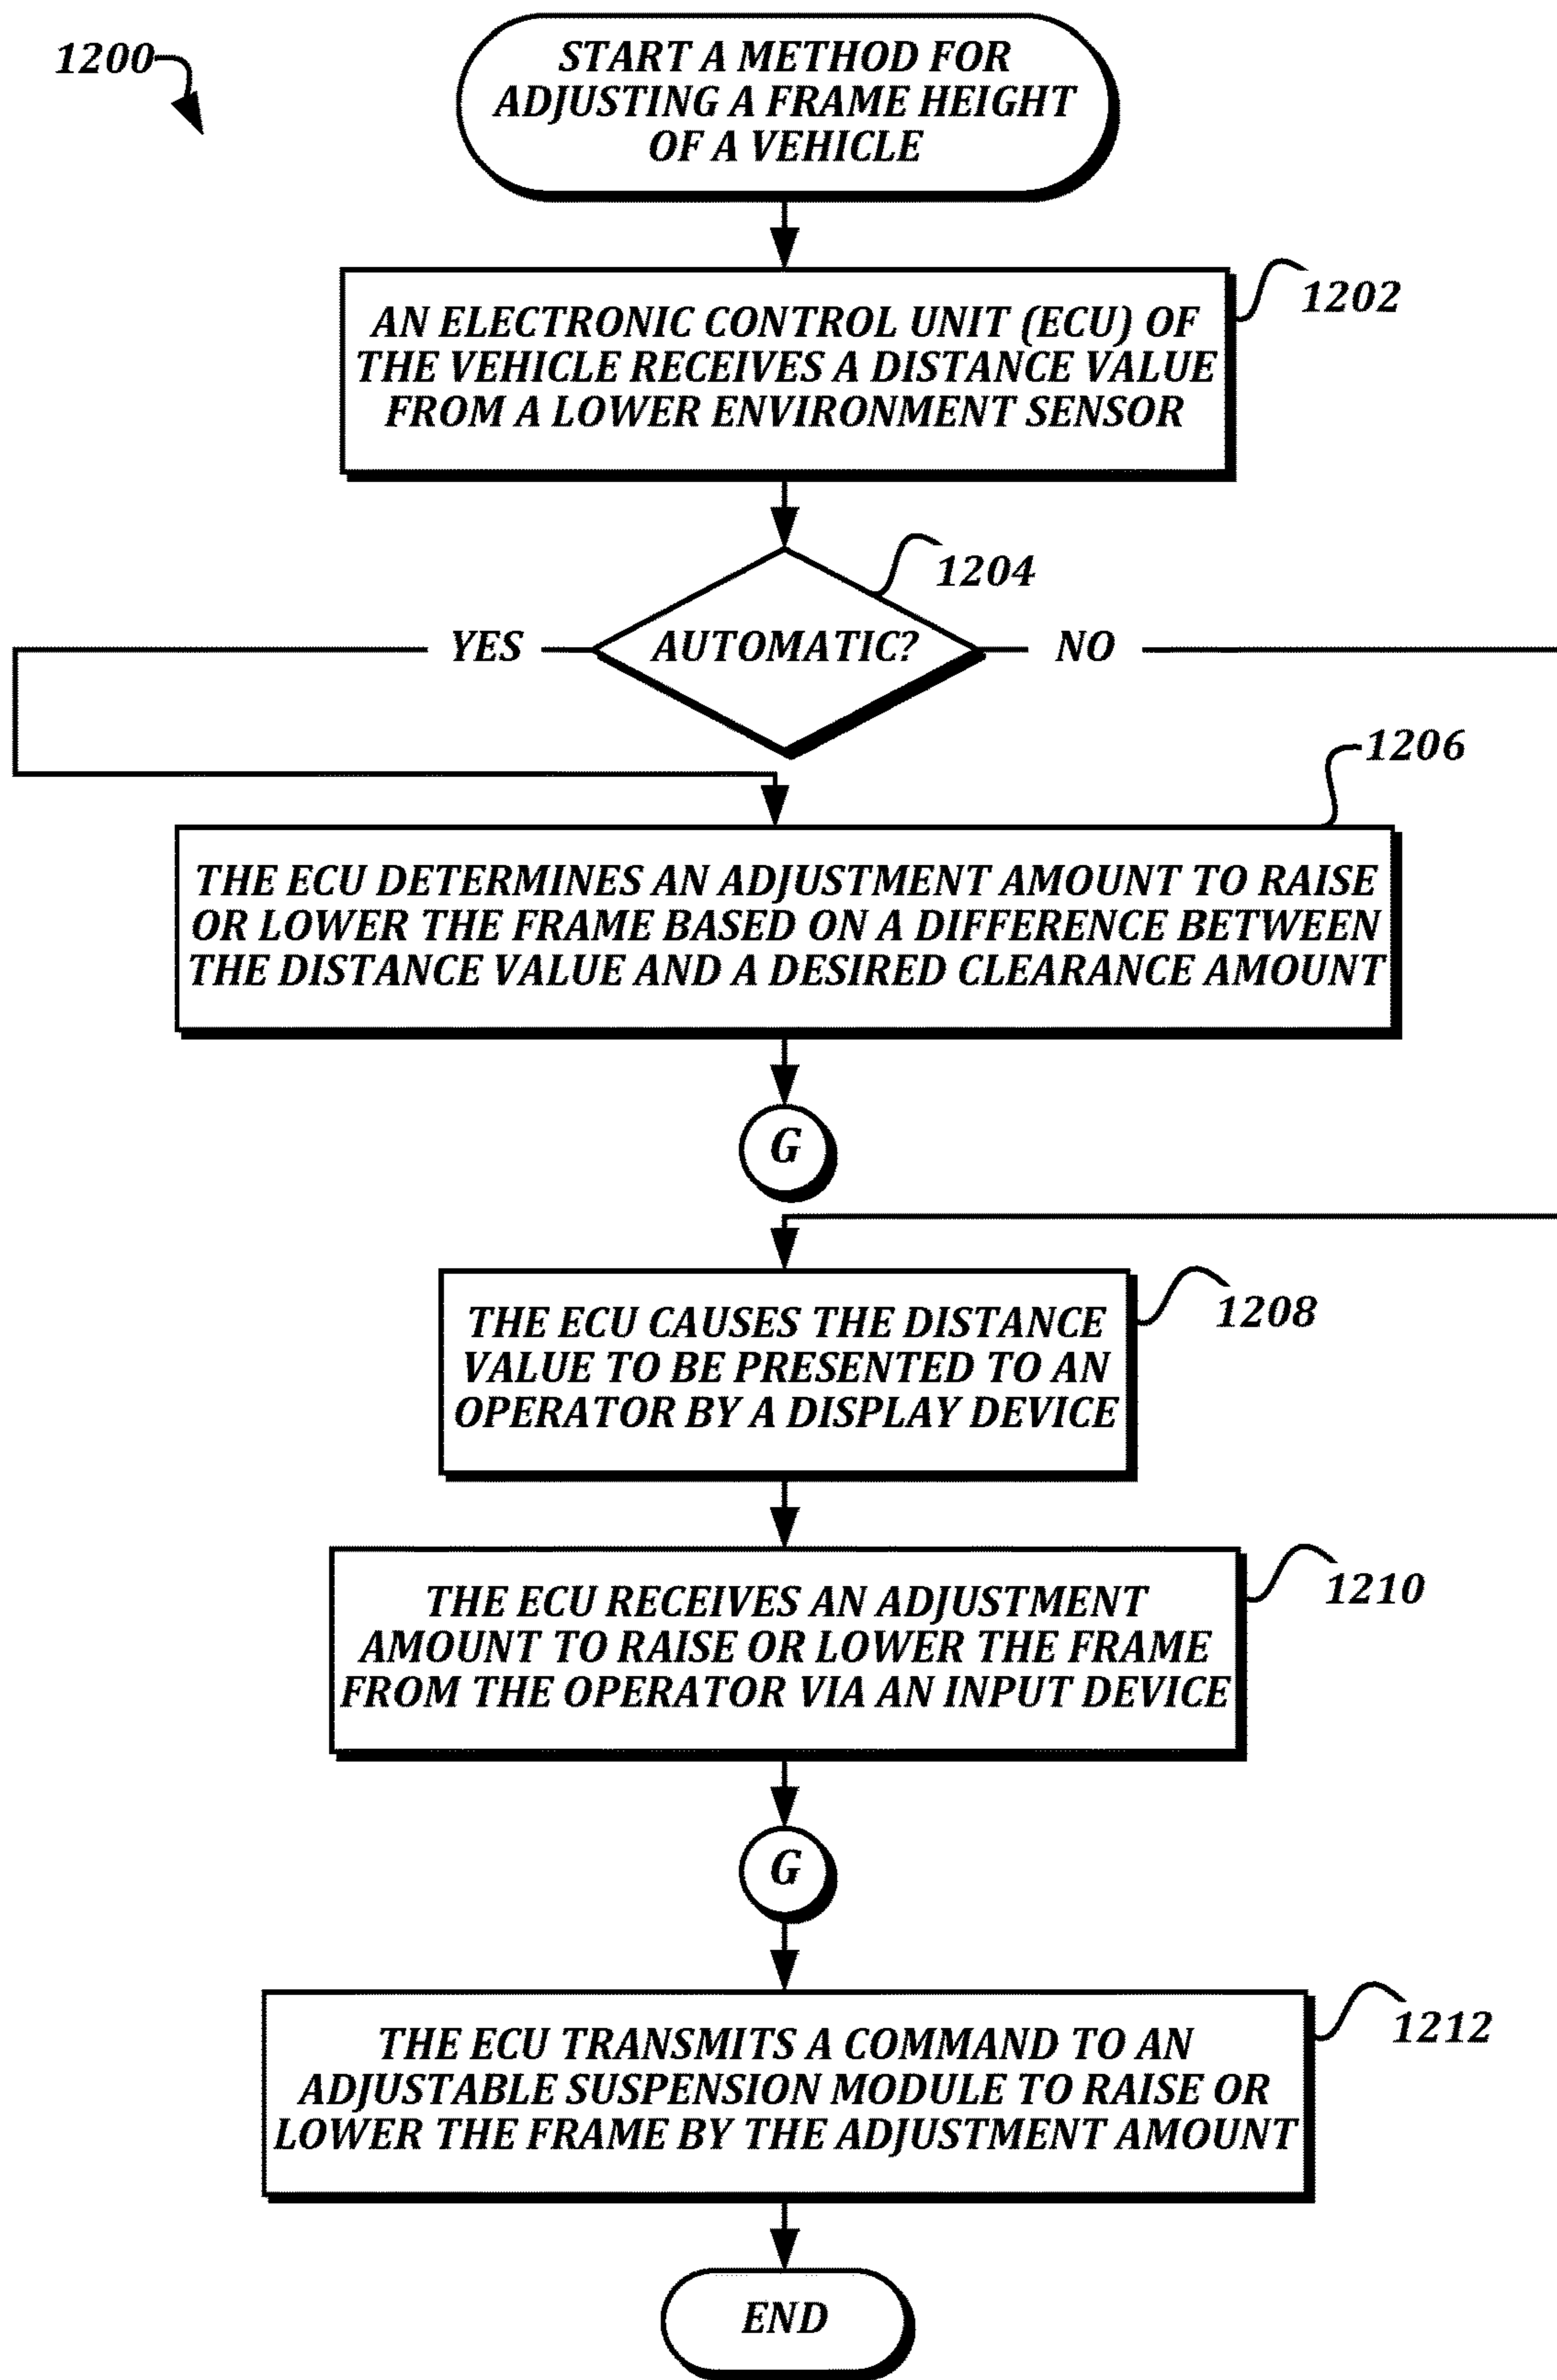 1200
START A METHOD FOR
ADJUSTING A FRAME HEIGHT
OF A VEHICLE
1202
AN ELECTRONIC CONTROL UNIT (ECU) OF
THE VEHICLE RECEIVES A DISTANCE VALUE
FROM A LOWER ENVIRONMENT SENSOR
1204
YES
AUTOMATIC?
NO
1206
THE ECU DETERMINES AN ADJUSTMENT AMOUNT TO RAISE
OR LOWER THE FRAME BASED ON A DIFFERENCE BETWEEN
THE DISTANCE VALUE AND A DESIRED CLEARANCE AMOUNT
G
1208
THE ECU CAUSES THE DISTANCE
VALUE TO BE PRESENTED TO AN
OPERATOR BY A DISPLAY DEVICE
1210
THE ECU RECEIVES AN ADJUSTMENT
AMOUNT TO RAISE OR LOWER THE FRAME
FROM THE OPERATOR VIA AN INPUT DEVICE
G
1212
THE ECU TRANSMITS A COMMAND TO AN
ADJUSTABLE SUSPENSION MODULE TO RAISE OR
LOWER THE FRAME BY THE ADJUSTMENT AMOUNT
END